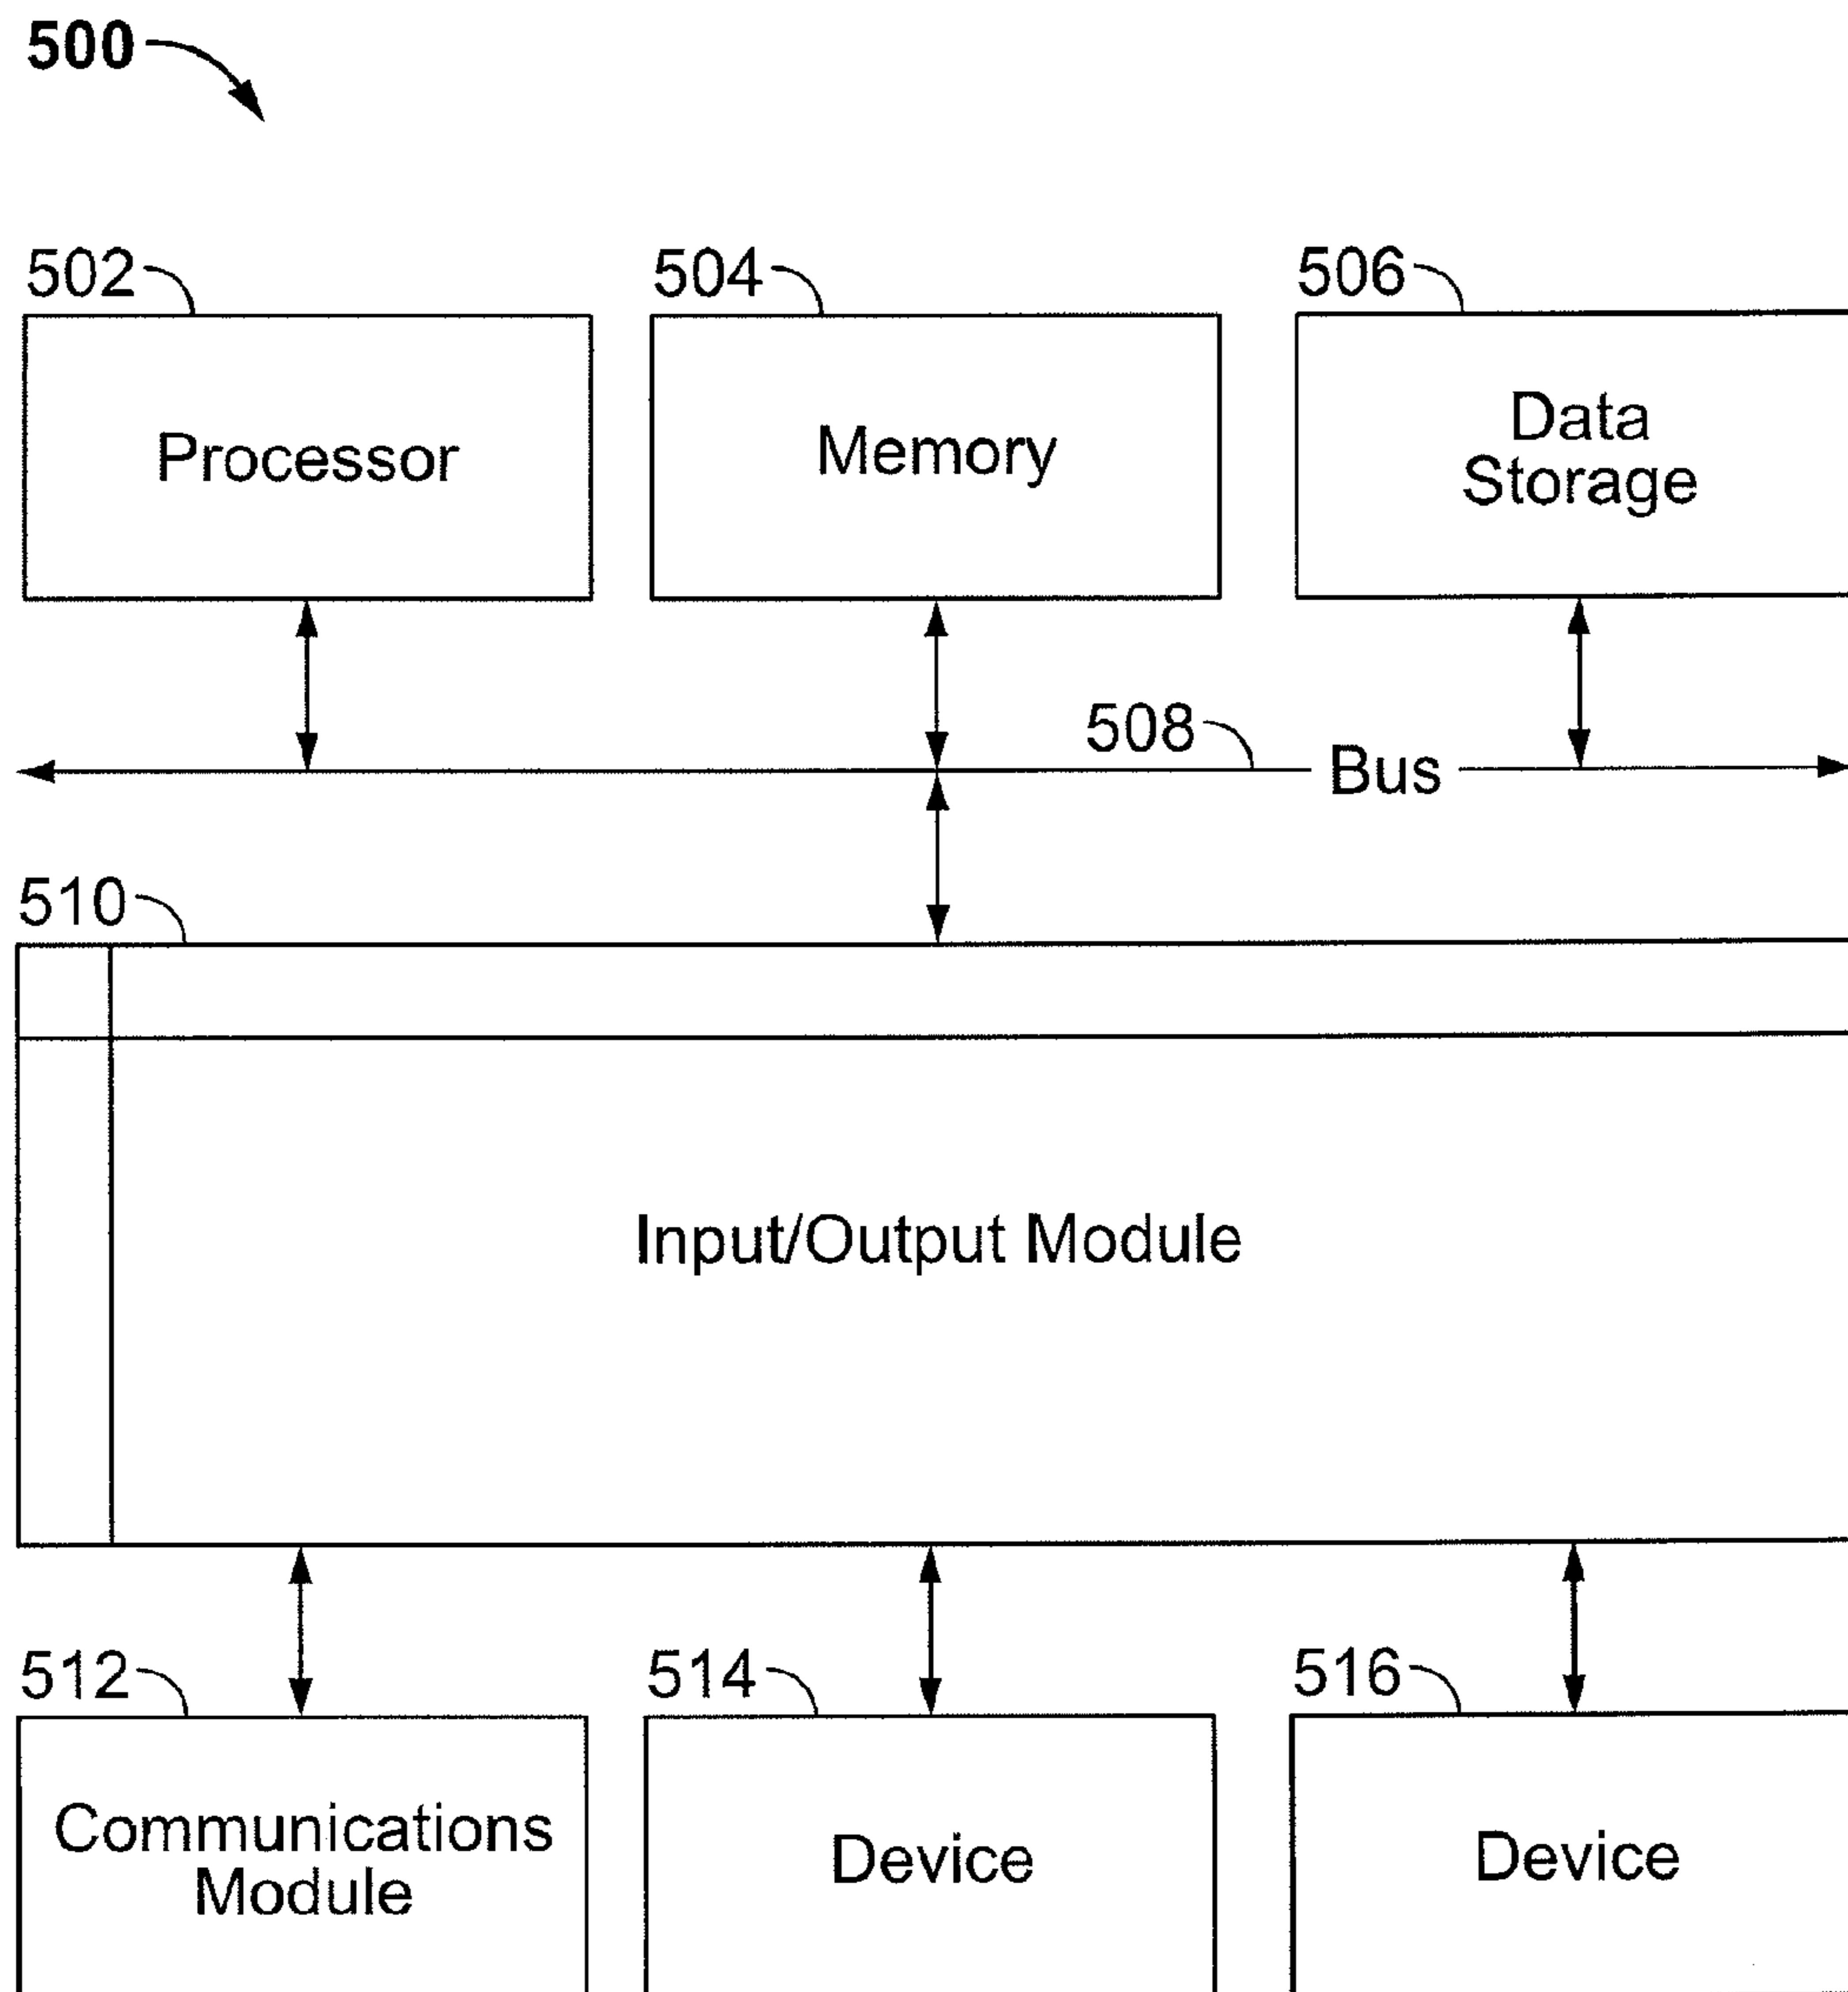 500
502
504
506
Processor
Memory
Data
Storage
508
Bus
510
Input/Output Module
512
514
516
Communications
Module
Device
Device